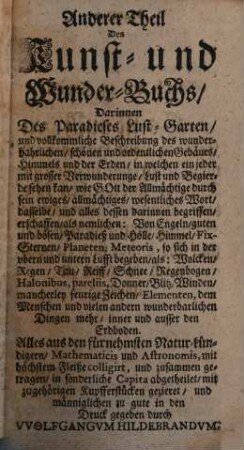 Anderer Theil
Des
Kunst- und
Wunder-Buchs/
Darinnen
Des Paradieses Lust-Garten/
und vollkommliche Beschreibung des wunder-
bahrlichen/ schönen und ordentlichen Gebäues/
Himmels und der Erden/ in welchen ein jeder
mit grosser Verwunderunge/ Lust und Begier-
de sehen kan/ wie GOtt der Allmächtige durch
sein ewiges/ allmächtiges/ wesentliches Wort/
dasselbe/ und alles dessen darinnen begriffen/
erschaffen/ als nemlichen: Von Engeln/ guten
und bösen/ Paradieß und Hölle/ Himmel/ Fix-
Sternen/ Planeten/ Meteoris, so sich in der
obern und untern Lufft begeben/ als: Wolcken/
Regen/ Tau/ Reiff/ Schnee/ Regenbogen/
Halonibus, pareliis, Donner/ Blitz/ Winden/
mancherley feurige Zeichen/ Elementen, dem
Menschen und vielen andern wunderbarlichen
Dingen mehr/ inner und ausser den
Erdboden.
Alles aus den fürnehmsten Natur-kün-
digern/ Mathematicis und Astronomis, mit
höchstem Fleiße colligirt, und zusammen ge-
tragen/ in sonderliche Capita abgetheilet/ mit
zugehörigen Kupfferstücken gezieret/ und
männiglichen zu gute in den
Druck gegeben durch
VVOLFGANGVM HILDEBRANDVM.